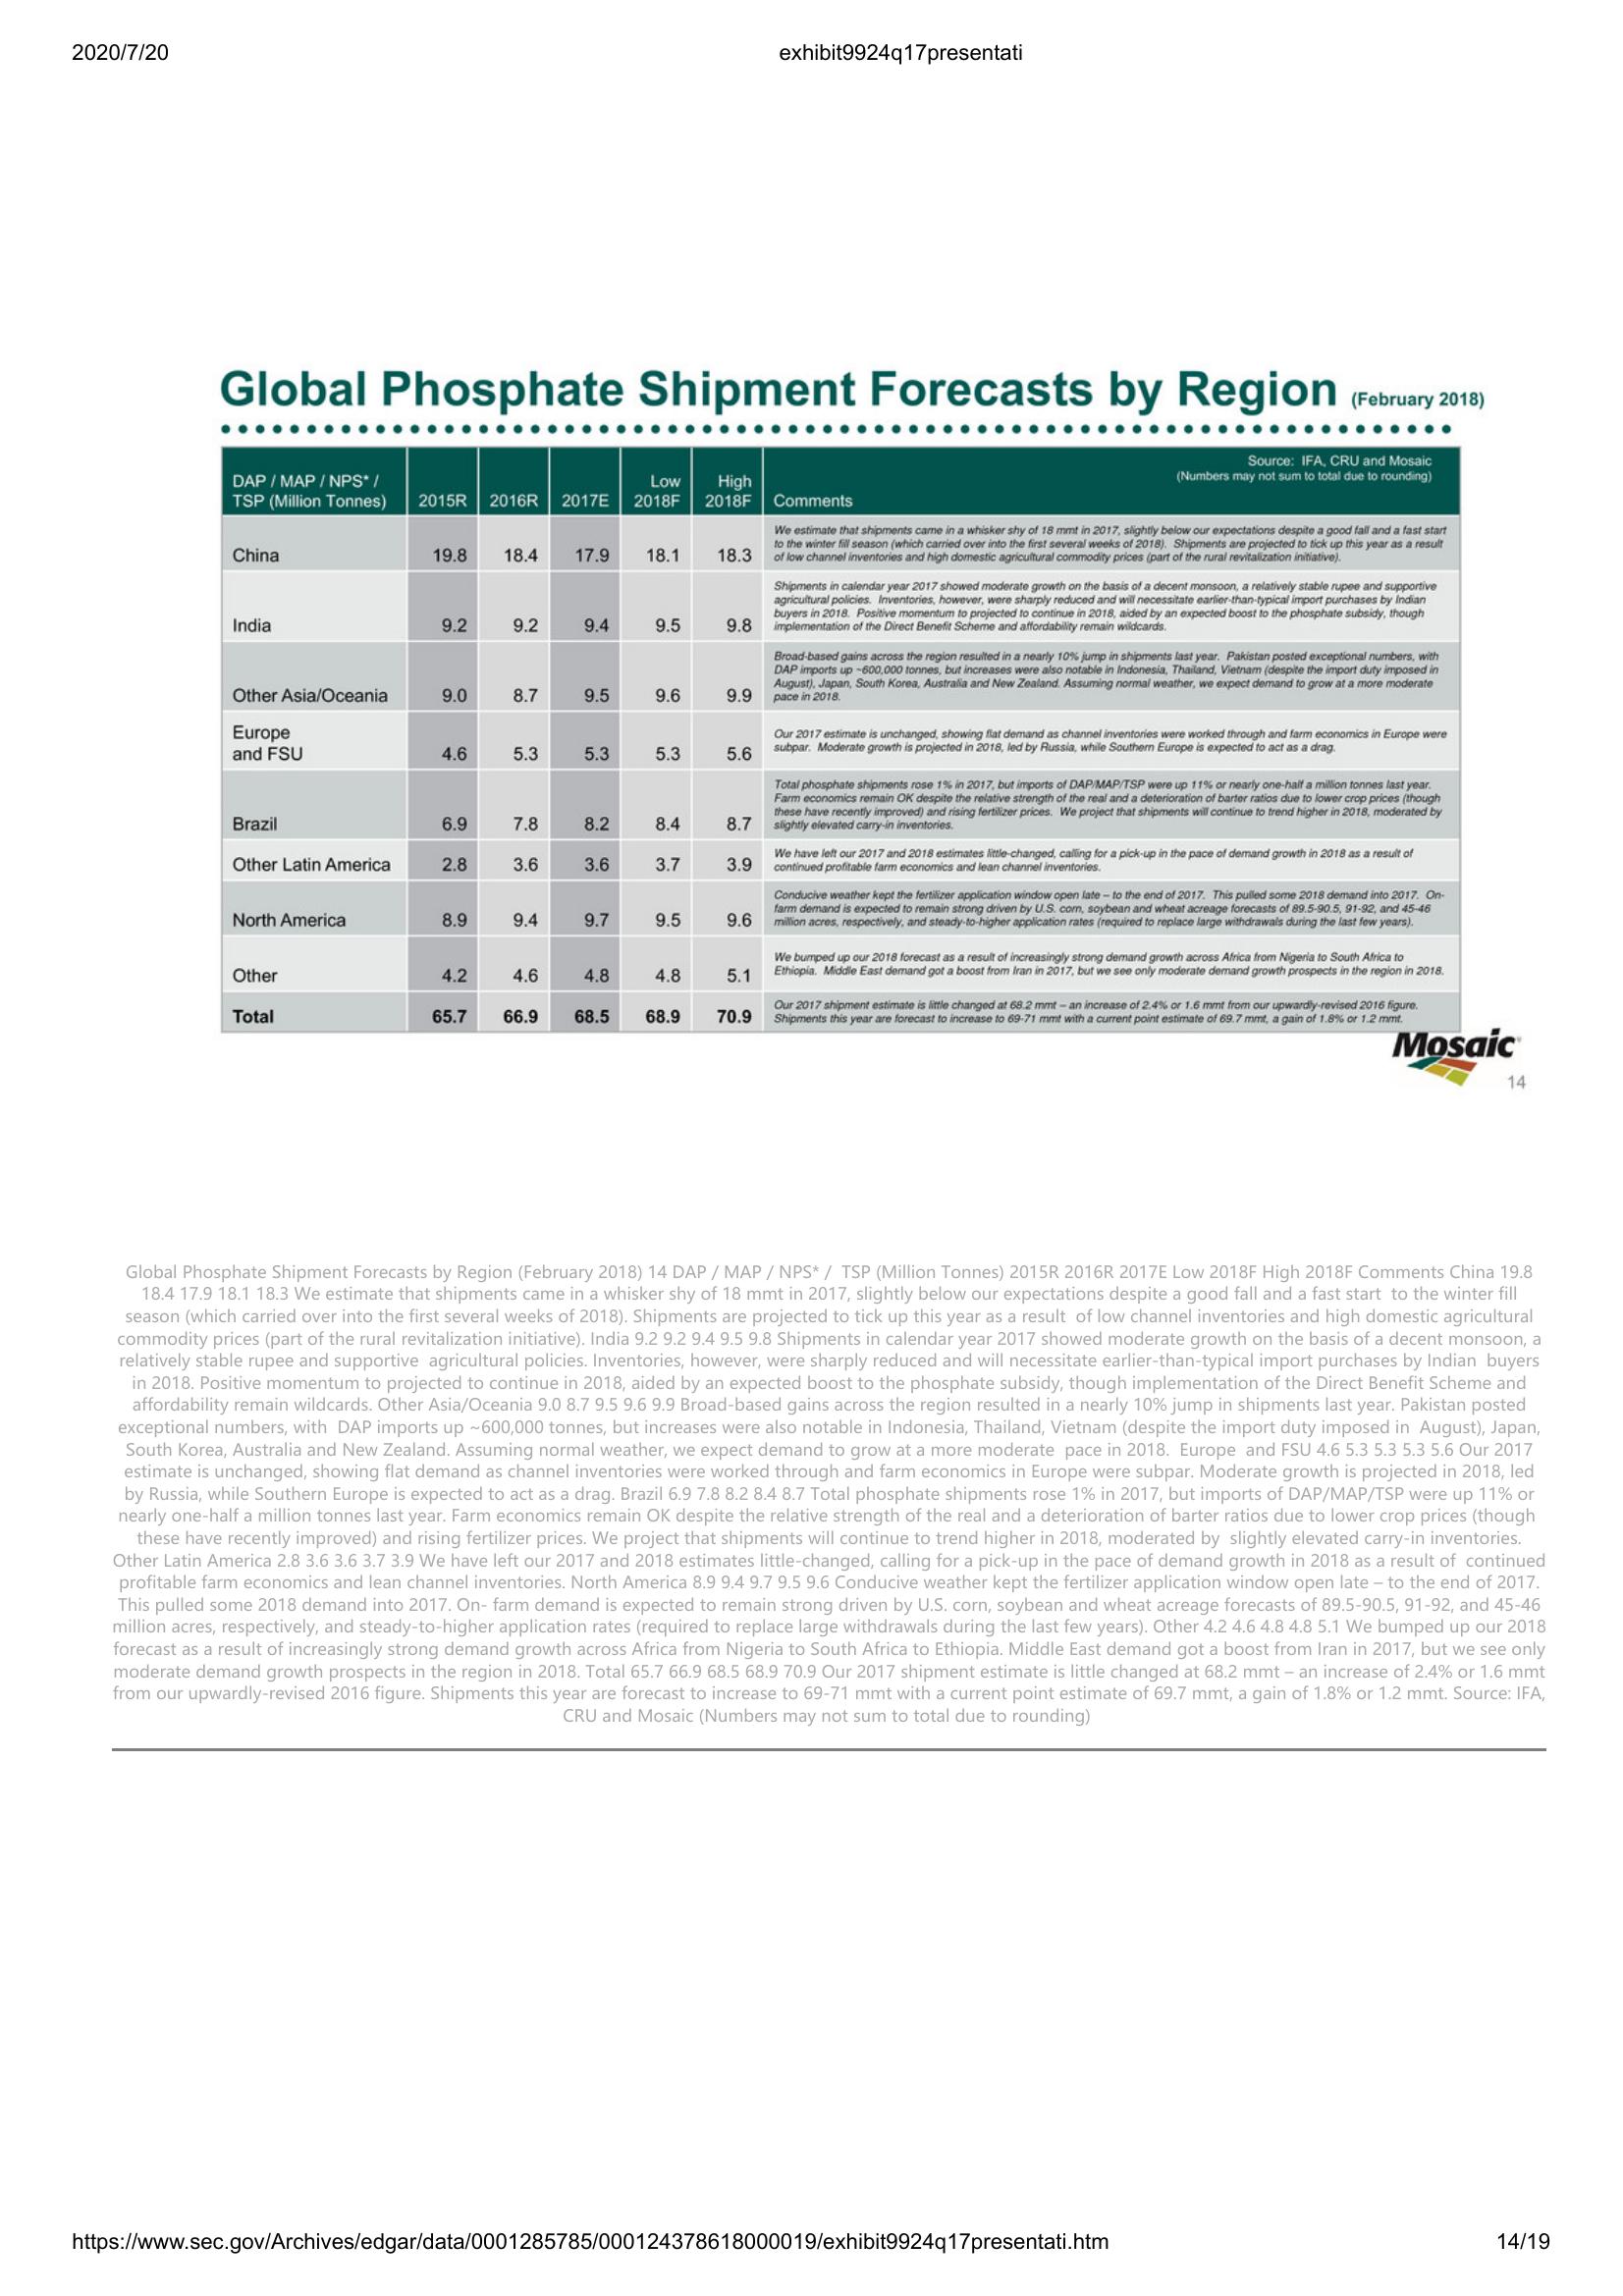 2020/7/20 exhibit9924q17presentati
Global Phosphate Shipment Forecasts by Region (February 2018)
DAP / MAP / NPS* /
TSP (Million Tonnes) 2015R 2016R 2017E Low 2018F High 2018F Comments
Source: IFA, CRU and Mosaic
(Numbers may not sum to total due to rounding)
China 19.8 18.4 17.9 18.1 18.3
We estimate that shipments came in a whisker shy of 18 mmt in 2017, slightly below our expectations despite a good fall and a fast start
to the winter fill season (which carried over into the first several weeks of 2018). Shipments are projected to tick up this year as a result
of low channel inventories and high domestic agricultural commodity prices (part of the rural revitalization initiative).
India 9.2 9.2 9.4 9.5 9.8
Shipments in calendar year 2017 showed moderate growth on the basis of a decent monsoon, a relatively stable rupee and supportive
agricultural policies. Inventories, however, were sharply reduced and will necessitate earlier-than-typical import purchases by Indian
buyers in 2018. Positive momentum to projected to continue in 2018, aided by an expected boost to the phosphate subsidy, though
implementation of the Direct Benefit Scheme and affordability remain wildcards.
Other Asia/Oceania 9.0 8.7 9.5 9.6 9.9
Broad-based gains across the region resulted in a nearly 10% jump in shipments last year. Pakistan posted exceptional numbers, with
DAP imports up ~600,000 tonnes, but increases were also notable in Indonesia, Thailand, Vietnam (despite the import duty imposed in
August), Japan, South Korea, Australia and New Zealand. Assuming normal weather, we expect demand to grow at a more moderate
pace in 2018.
Europe
and FSU 4.6 5.3 5.3 5.3 5.6
Our 2017 estimate is unchanged, showing flat demand as channel inventories were worked through and farm economics in Europe were
subpar. Moderate growth is projected in 2018, led by Russia, while Southern Europe is expected to act as a drag.
Brazil 6.9 7.8 8.2 8.4 8.7
Total phosphate shipments rose 1% in 2017, but imports of DAP/MAP/TSP were up 11% or nearly one-half a million tonnes last year.
Farm economics remain OK despite the relative strength of the real and a deterioration of barter ratios due to lower crop prices (though
these have recently improved) and rising fertilizer prices. We project that shipments will continue to trend higher in 2018, moderated by
slightly elevated carry-in inventories.
Other Latin America 2.8 3.6 3.6 3.7 3.9
We have left our 2017 and 2018 estimates little-changed, calling for a pick-up in the pace of demand growth in 2018 as a result of
continued profitable farm economics and lean channel inventories.
North America 8.9 9.4 9.7 9.5 9.6
Conducive weather kept the fertilizer application window open late – to the end of 2017. This pulled some 2018 demand into 2017. On-
farm demand is expected to remain strong driven by U.S. corn, soybean and wheat acreage forecasts of 89.5-90.5, 91-92, and 45-46
million acres, respectively, and steady-to-higher application rates (required to replace large withdrawals during the last few years).
Other 4.2 4.6 4.8 4.8 5.1
We bumped up our 2018 forecast as a result of increasingly strong demand growth across Africa from Nigeria to South Africa to
Ethiopia. Middle East demand got a boost from Iran in 2017, but we see only moderate demand growth prospects in the region in 2018.
Total 65.7 66.9 68.5 68.9 70.9
Our 2017 shipment estimate is little changed at 68.2 mmt – an increase of 2.4% or 1.6 mmt from our upwardly-revised 2016 figure.
Shipments this year are forecast to increase to 69-71 mmt with a current point estimate of 69.7 mmt, a gain of 1.8% or 1.2 mmt.
Mosaic
14
Global Phosphate Shipment Forecasts by Region (February 2018) 14 DAP / MAP / NPS* / TSP (Million Tonnes) 2015R 2016R 2017E Low 2018F High 2018F Comments China 19.8
18.4 17.9 18.1 18.3 We estimate that shipments came in a whisker shy of 18 mmt in 2017, slightly below our expectations despite a good fall and a fast start to the winter fill
season (which carried over into the first several weeks of 2018). Shipments are projected to tick up this year as a result of low channel inventories and high domestic agricultural
commodity prices (part of the rural revitalization initiative). India 9.2 9.2 9.4 9.5 9.8 Shipments in calendar year 2017 showed moderate growth on the basis of a decent monsoon, a
relatively stable rupee and supportive agricultural policies. Inventories, however, were sharply reduced and will necessitate earlier-than-typical import purchases by Indian buyers
in 2018. Positive momentum to projected to continue in 2018, aided by an expected boost to the phosphate subsidy, though implementation of the Direct Benefit Scheme and
affordability remain wildcards. Other Asia/Oceania 9.0 8.7 9.5 9.6 9.9 Broad-based gains across the region resulted in a nearly 10% jump in shipments last year. Pakistan posted
exceptional numbers, with DAP imports up ~600,000 tonnes, but increases were also notable in Indonesia, Thailand, Vietnam (despite the import duty imposed in August), Japan,
South Korea, Australia and New Zealand. Assuming normal weather, we expect demand to grow at a more moderate pace in 2018. Europe and FSU 4.6 5.3 5.3 5.3 5.6 Our 2017
estimate is unchanged, showing flat demand as channel inventories were worked through and farm economics in Europe were subpar. Moderate growth is projected in 2018, led
by Russia, while Southern Europe is expected to act as a drag. Brazil 6.9 7.8 8.2 8.4 8.7 Total phosphate shipments rose 1% in 2017, but imports of DAP/MAP/TSP were up 11% or
nearly one-half a million tonnes last year. Farm economics remain OK despite the relative strength of the real and a deterioration of barter ratios due to lower crop prices (though
these have recently improved) and rising fertilizer prices. We project that shipments will continue to trend higher in 2018, moderated by slightly elevated carry-in inventories.
Other Latin America 2.8 3.6 3.6 3.7 3.9 We have left our 2017 and 2018 estimates little-changed, calling for a pick-up in the pace of demand growth in 2018 as a result of continued
profitable farm economics and lean channel inventories. North America 8.9 9.4 9.7 9.5 9.6 Conducive weather kept the fertilizer application window open late – to the end of 2017.
This pulled some 2018 demand into 2017. On- farm demand is expected to remain strong driven by U.S. corn, soybean and wheat acreage forecasts of 89.5-90.5, 91-92, and 45-46
million acres, respectively, and steady-to-higher application rates (required to replace large withdrawals during the last few years). Other 4.2 4.6 4.8 4.8 5.1 We bumped up our 2018
forecast as a result of increasingly strong demand growth across Africa from Nigeria to South Africa to Ethiopia. Middle East demand got a boost from Iran in 2017, but we see only
moderate demand growth prospects in the region in 2018. Total 65.7 66.9 68.5 68.9 70.9 Our 2017 shipment estimate is little changed at 68.2 mmt – an increase of 2.4% or 1.6 mmt
from our upwardly-revised 2016 figure. Shipments this year are forecast to increase to 69-71 mmt with a current point estimate of 69.7 mmt, a gain of 1.8% or 1.2 mmt. Source: IFA,
CRU and Mosaic (Numbers may not sum to total due to rounding)
https://www.sec.gov/Archives/edgar/data/0001285785/000124378618000019/exhibit9924q17presentati.htm 14/19